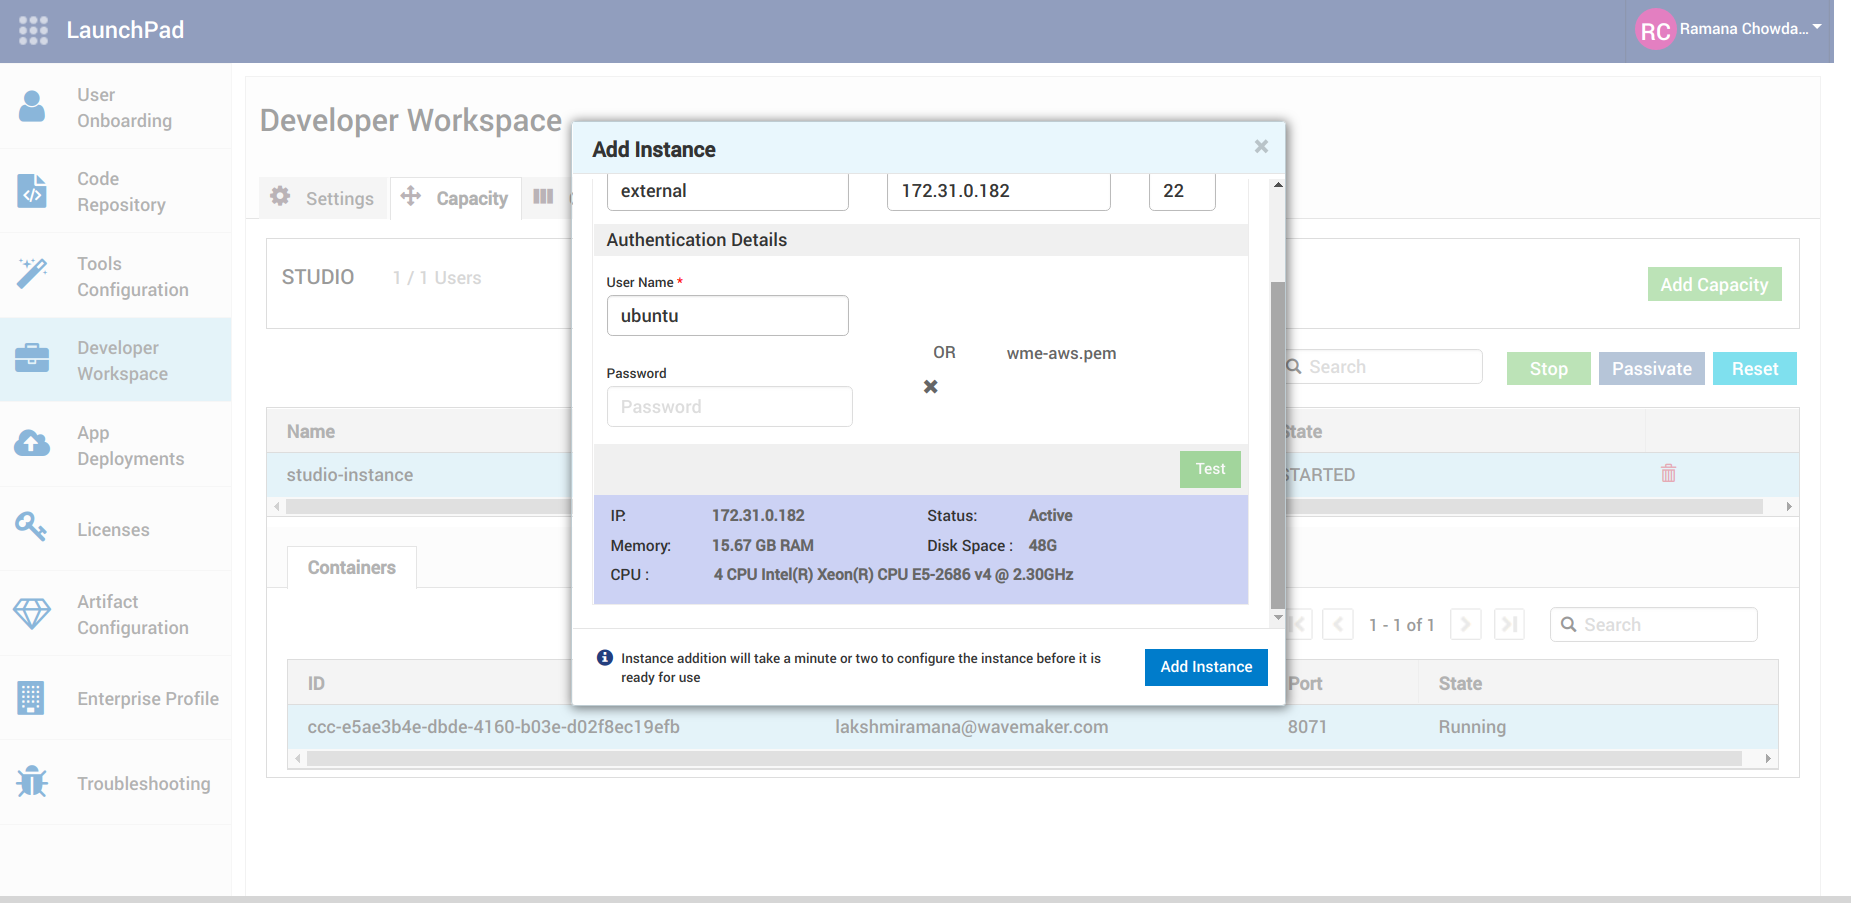 LaunchPad
RC Ramana Chowda...
User
Onboarding
Code
Repository
Tools
Configuration
Developer
Workspace
App
Deployments
Licenses
Artifact
Configuration
Enterprise Profile
Troubleshooting
Developer Workspace
Settings
Capacity
STUDIO 1 / 1 Users
Add Capacity
Search Stop Passivate Reset
Name
studio-instance STARTED
Containers
1 - 1 of 1
Search
ID Port State
ccc-e5ae3b4e-dbde-4160-b03e-d02f8ec19efb lakshmiramana@wavemaker.com 8071 Running
Add Instance
external 172.31.0.182 22
Authentication Details
User Name *
ubuntu
OR wme-aws.pem
Password
Password
Test
IP: 172.31.0.182 Status: Active
Memory: 15.67 GB RAM Disk Space : 48G
CPU : 4 CPU Intel(R) Xeon(R) CPU E5-2686 v4 @ 2.30GHz
Instance addition will take a minute or two to configure the instance before it is
ready for use
Add Instance